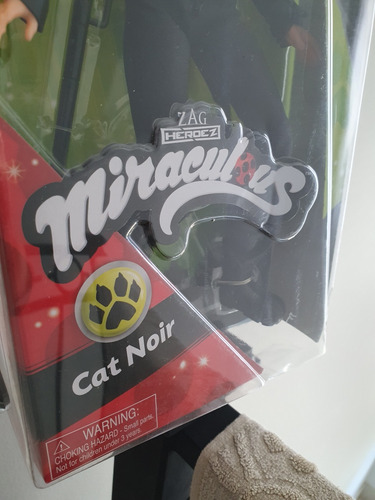 ZAG
HEROEZ
Miraculous
Cat Noir
WARNING:
CHOKING HAZARD - Small parts.
Not for children under 3 years.